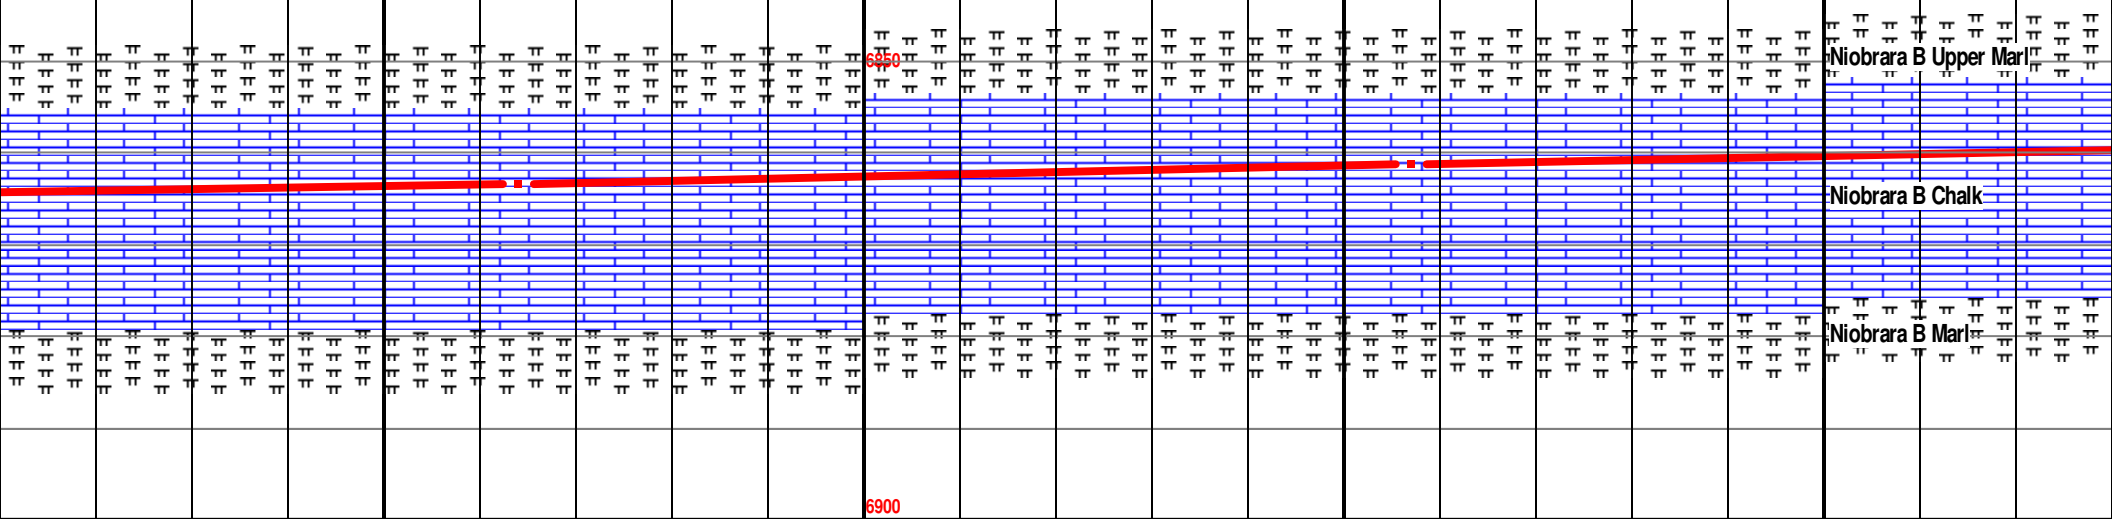 6850
Niobrara B Upper Marl
Niobrara B Chalk
Niobrara B Marl
6900